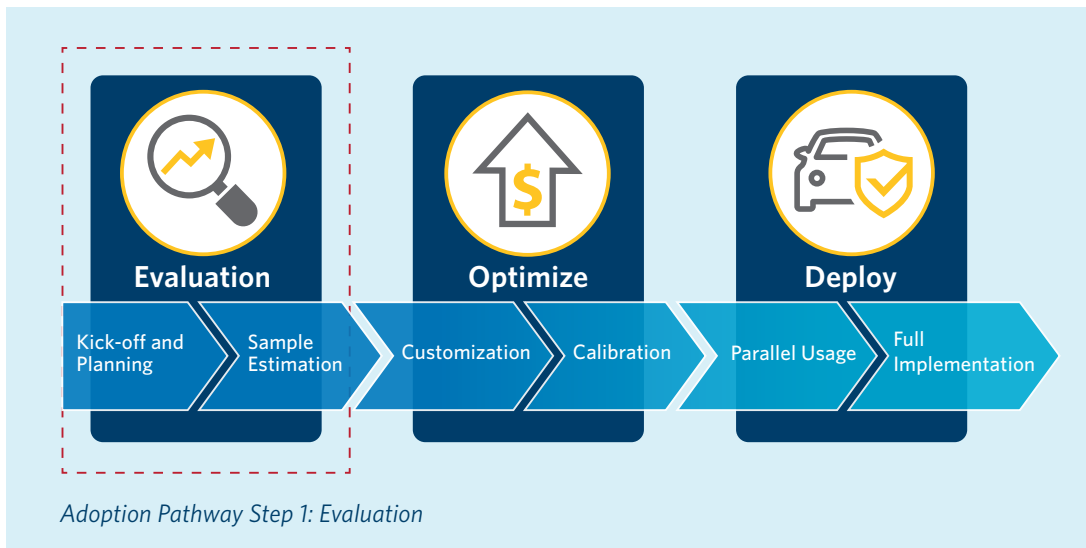 Evaluation
Optimize
Deploy
Kick-off and
Planning
Sample
Estimation
Customization
Calibration
Parallel Usage
Full
Implementation
$
Adoption Pathway Step 1: Evaluation